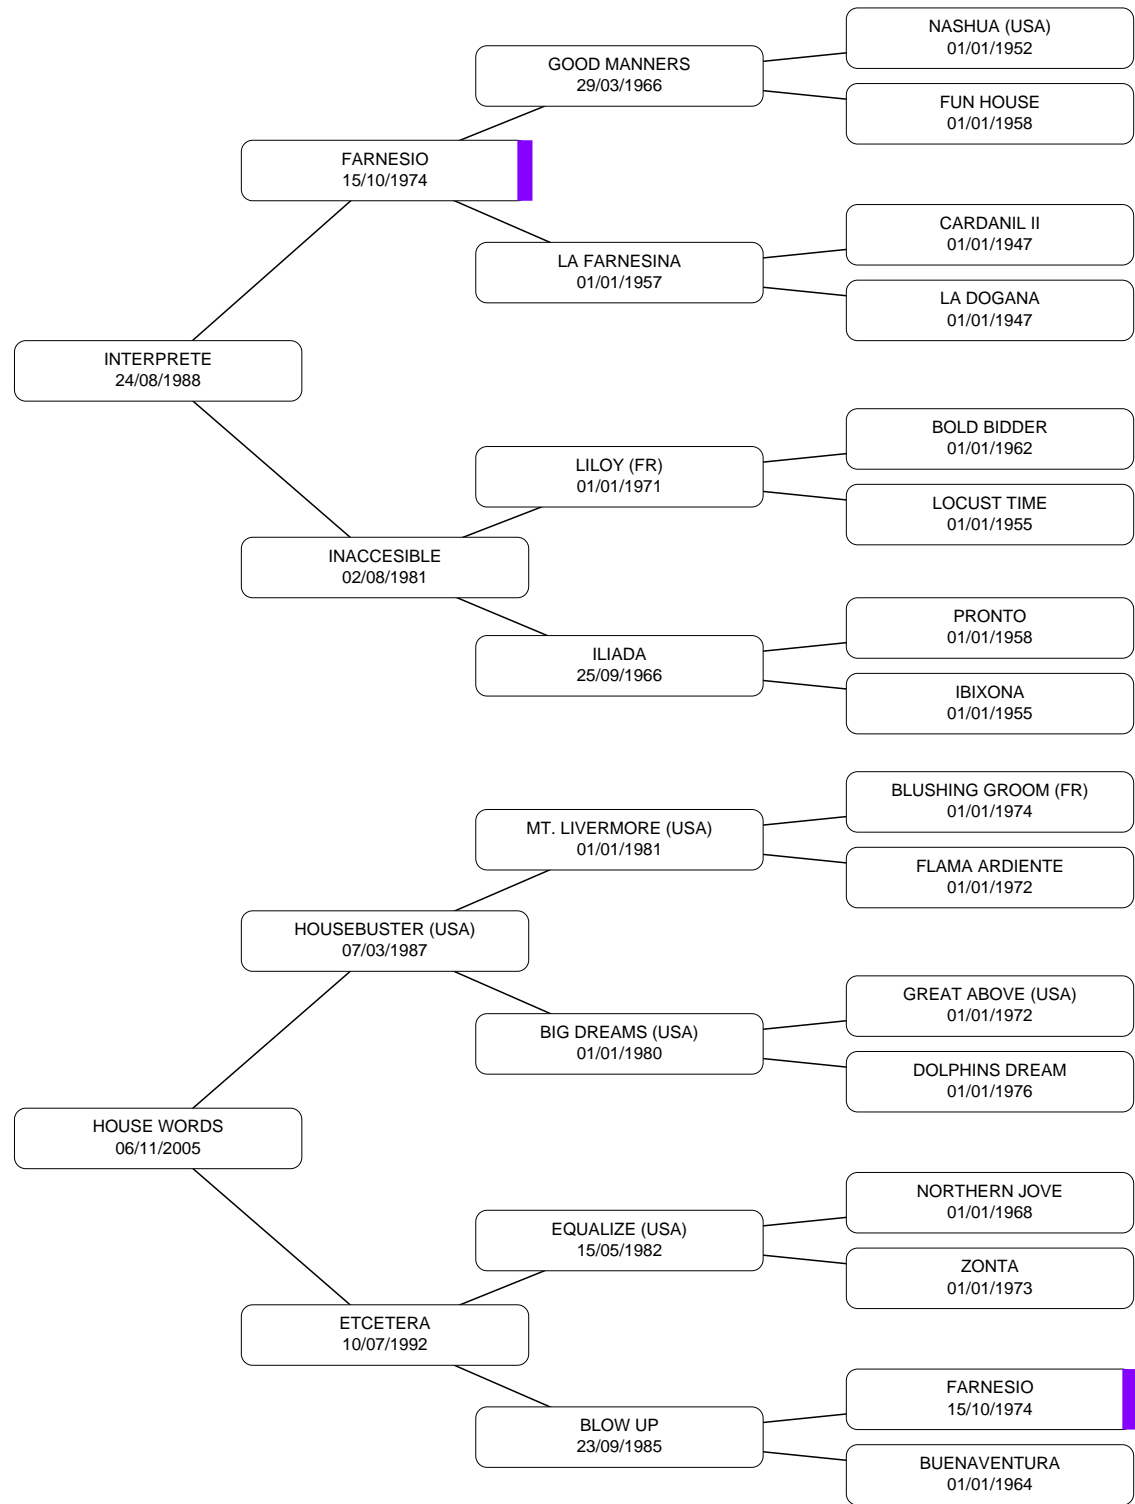 NASHUA (USA)
01/01/1952
GOOD MANNERS
29/03/1966
FUN HOUSE
01/01/1958
FARNESIO
15/10/1974
CARDANIL II
01/01/1947
LA FARNESINA
01/01/1957
LA DOGANA
01/01/1947
INTERPRETE
24/08/1988
BOLD BIDDER
01/01/1962
LILOY (FR)
01/01/1971
LOCUST TIME
01/01/1955
INACCESIBLE
02/08/1981
PRONTO
01/01/1958
ILIADA
25/09/1966
IBIXONA
01/01/1955
BLUSHING GROOM (FR)
01/01/1974
MT. LIVERMORE (USA)
01/01/1981
FLAMA ARDIENTE
01/01/1972
HOUSEBUSTER (USA)
07/03/1987
GREAT ABOVE (USA)
01/01/1972
BIG DREAMS (USA)
01/01/1980
DOLPHINS DREAM
01/01/1976
HOUSE WORDS
06/11/2005
NORTHERN JOVE
01/01/1968
EQUALIZE (USA)
15/05/1982
ZONTA
01/01/1973
ETCETERA
10/07/1992
FARNESIO
15/10/1974
BLOW UP
23/09/1985
BUENAVENTURA
01/01/1964